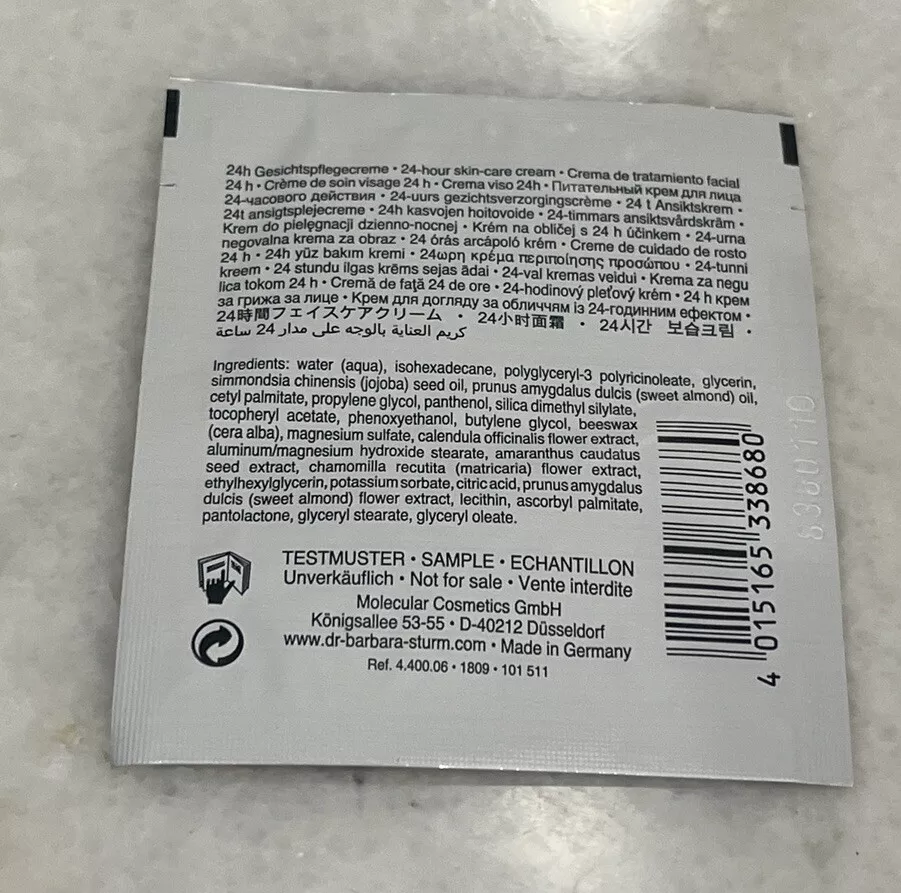 24h Gesichtspflegecreme • 24-hour skin-care cream • Crema de tratamiento facial
24 h • Crème de soin visage 24 h • Crema viso 24h • Питательный крем для лица
24-часового действия • 24-uurs gezichtsverzorgingscrème • 24 t Ansiktskrem •
24t ansigtsplejecreme • 24h kasvojen hoitovoide • 24-timmars ansiktsvårdskräm •
Krem do pielęgnacji dzienno-nocnej • Krém na obličej s 24 h účinkem • 24-urna
negovalna krema za obraz • 24 órás arcápoló krém • Creme de cuidado de rosto
24 h • 24h yüz bakım kremi • 24ωρη κρέμα περιποίησης προσώπου • 24-tunni
kreem • 24 stundu ilgas krēms sejas ādai • 24-val kremas veidui • Krema za negu
lica tokom 24 h • Cremă de faţă 24 de ore • 24-hodinový pleťový krém • 24 h крем
за грижа за лице • Крем для догляду за обличчям із 24-годинним ефектом •
24時間フェイスケアクリーム • 24小时面霜 • 24시간 보습크림 •
كريم العناية بالوجه على مدار 24 ساعة
Ingredients: water (aqua), isohexadecane, polyglyceryl-3 polyricinoleate, glycerin,
simmondsia chinensis (jojoba) seed oil, prunus amygdalus dulcis (sweet almond) oil,
cetyl palmitate, propylene glycol, panthenol, silica dimethyl silylate,
tocopheryl acetate, phenoxyethanol, butylene glycol, beeswax
(cera alba), magnesium sulfate, calendula officinalis flower extract,
aluminum/magnesium hydroxide stearate, amaranthus caudatus
seed extract, chamomilla recutita (matricaria) flower extract,
ethylhexylglycerin, potassium sorbate, citric acid, prunus amygdalus
dulcis (sweet almond) flower extract, lecithin, ascorbyl palmitate,
pantolactone, glyceryl stearate, glyceryl oleate.
TESTMUSTER • SAMPLE • ECHANTILLON
Unverkäuflich • Not for sale • Vente interdite
Molecular Cosmetics GmbH
Königsallee 53-55 • D-40212 Düsseldorf
www.dr-barbara-sturm.com • Made in Germany
Ref. 4.400.06 • 1809 • 101 511
4 015165 338680